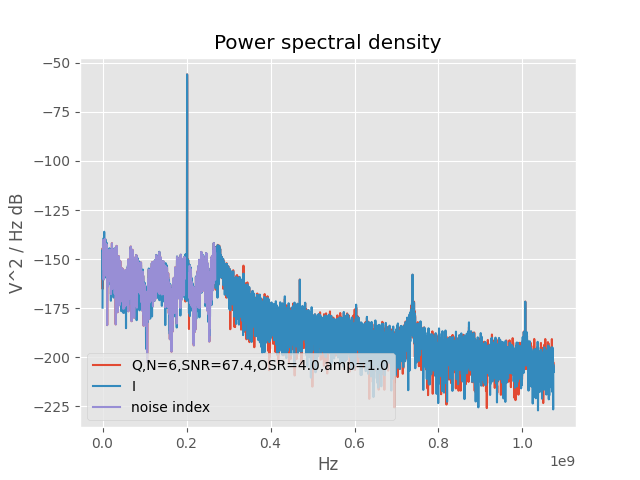 Power spectral density
−50
−75
−100
−125
−150
−175
−200
−225
V^2 / Hz dB
Q,N=6,SNR=67.4,OSR=4.0,amp=1.0
I
noise index
0.0
0.2
0.4
0.6
0.8
1.0
1e9
Hz